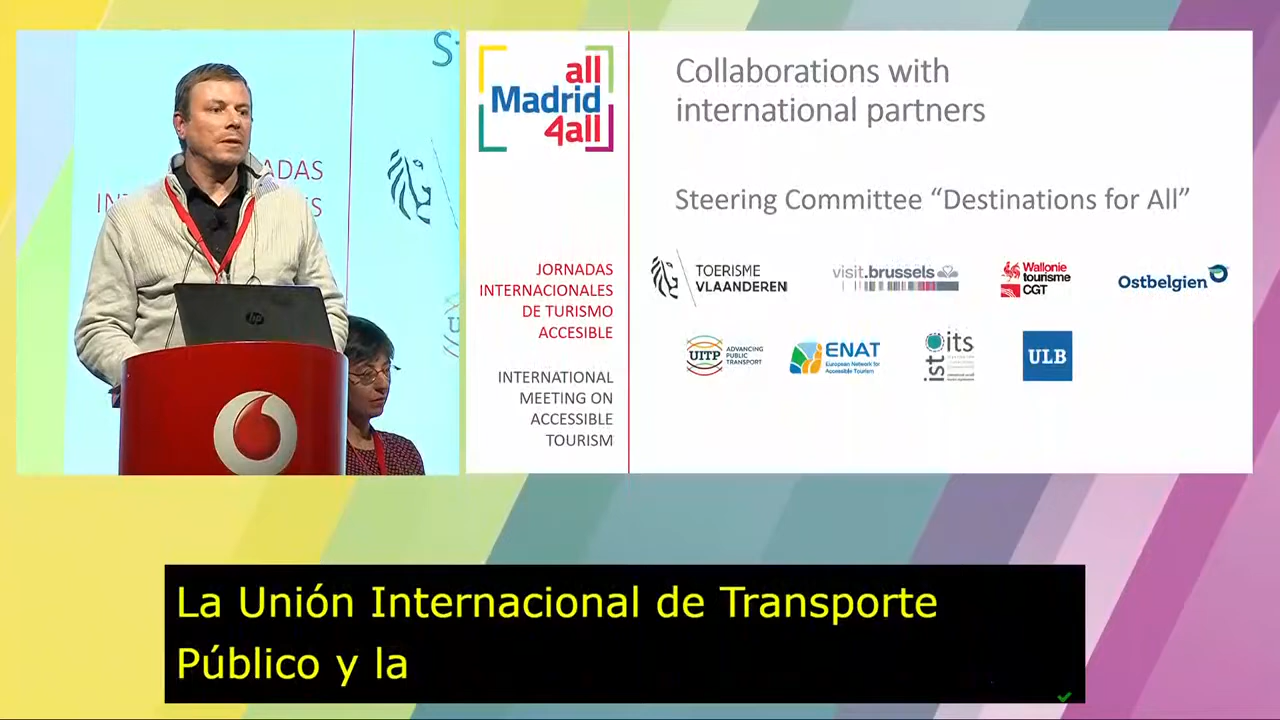 all
Madrid
4all
JORNADAS
INTERNACIONALES
DE TURISMO
ACCESIBLE
INTERNATIONAL
MEETING ON
ACCESSIBLE
TOURISM
Collaborations with
international partners
Steering Committee “Destinations for All”
TOERISME
VLAANDEREN
visit.brussels
Wallonie
tourisme
CGT
Ostbelgien
UITP
ADVANCING
PUBLIC
TRANSPORT
ENAT
European Network for
Accessible Tourism
ist
its
ULB
hp
La Unión Internacional de Transporte
Público y la